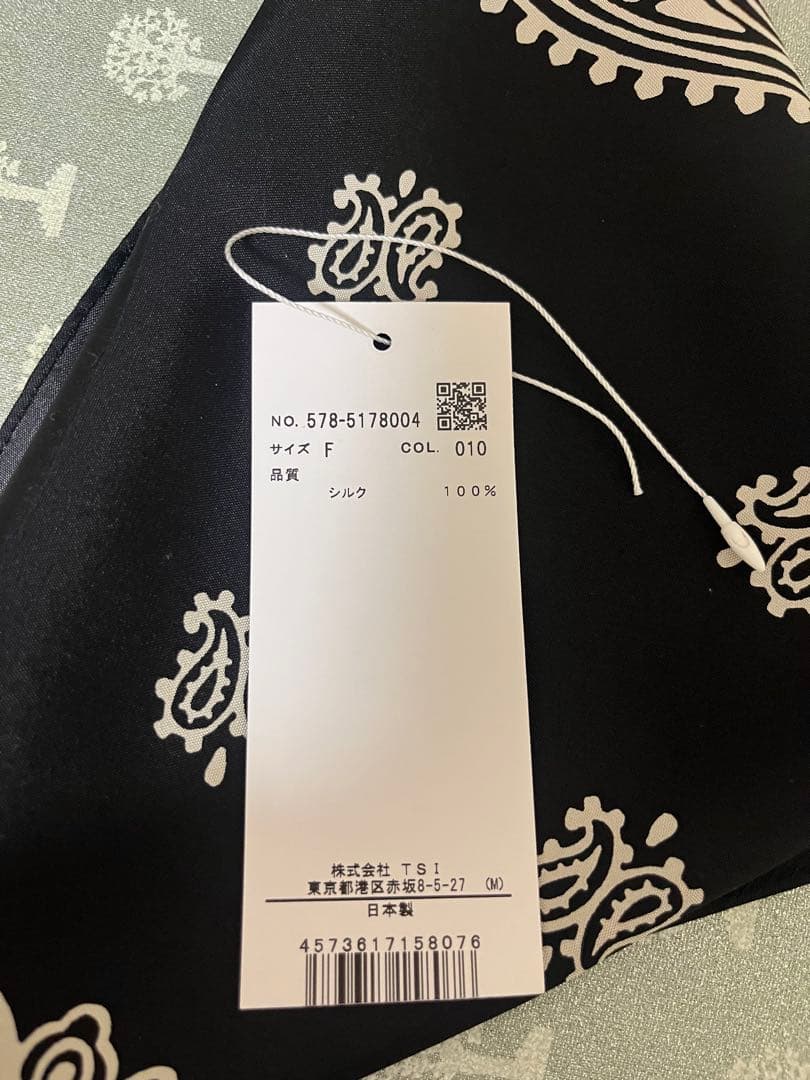 NO. 578-5178004
サイズ F COL. 010
品質
シルク 100%
株式会社 TSI
東京都港区赤坂8-5-27 (M)
日本製
4573617158076